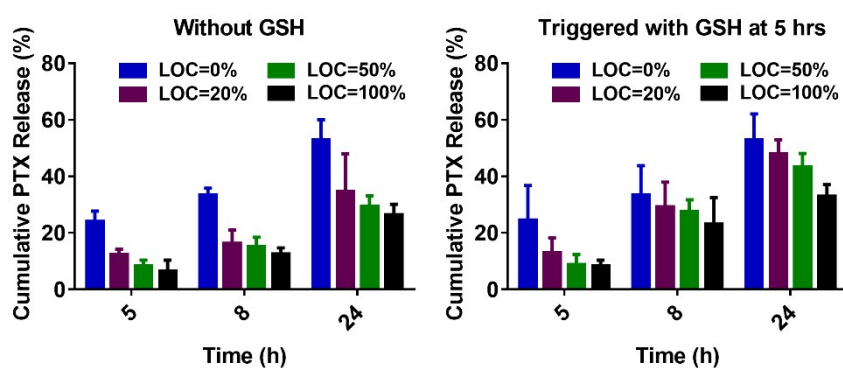 Without GSH
Cumulative PTX Release (%)
80
60
40
20
0
LOC=0%
LOC=50%
LOC=20%
LOC=100%
5
8
24
Time (h)
Triggered with GSH at 5 hrs
Cumulative PTX Release (%)
80
60
40
20
0
LOC=0%
LOC=50%
LOC=20%
LOC=100%
5
8
24
Time (h)